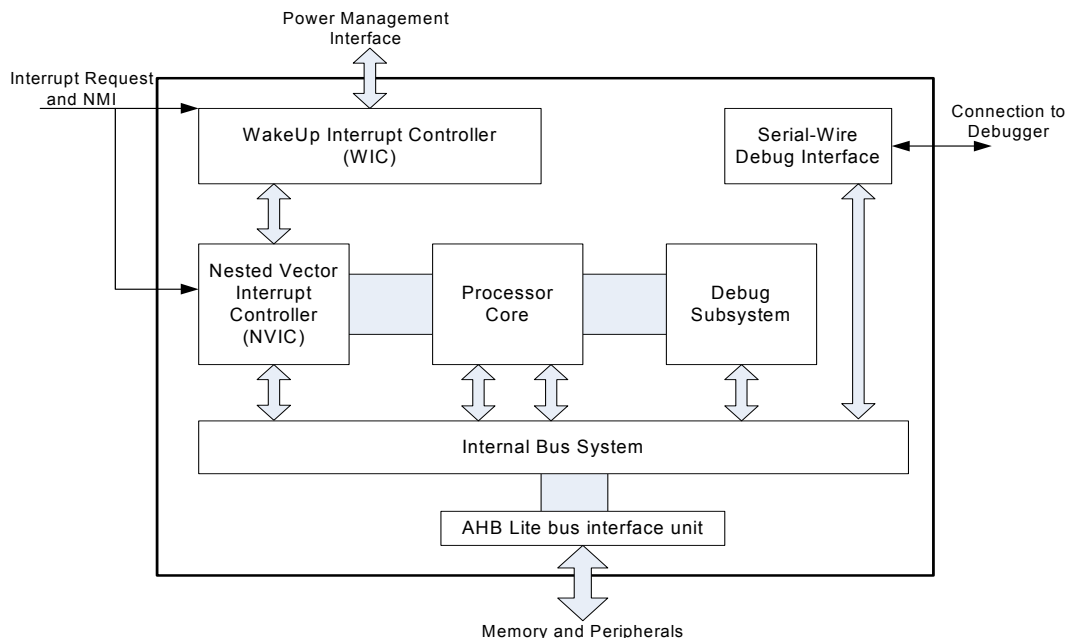 Power Management
Interface
Interrupt Request
and NMI
WakeUp Interrupt Controller
(WIC)
Serial-Wire
Debug Interface
Connection to
Debugger
Nested Vector
Interrupt
Controller
(NVIC)
Processor
Core
Debug
Subsystem
Internal Bus System
AHB Lite bus interface unit
Memory and Peripherals